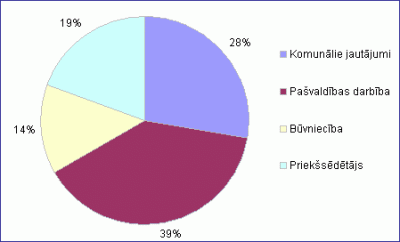 19%
28%
14%
39%
Komunālie jautājumi
Pašvaldības darbība
Būvniecība
Priekšsēdētājs